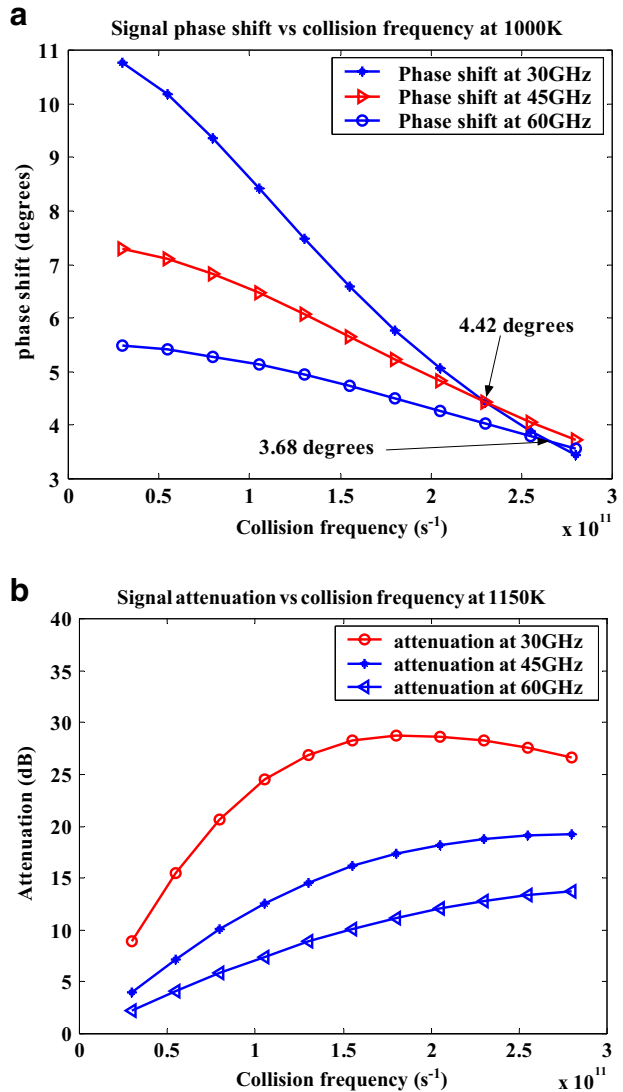 a
Signal phase shift vs collision frequency at 1000K
11
10
9
8
7
6
5
4
3
phase shift (degrees)
Phase shift at 30GHz
Phase shift at 45GHz
Phase shift at 60GHz
4.42 degrees
3.68 degrees
0 0.5 1 1.5 2 2.5 3
Collision frequency (s-1)
x 10^11
b
Signal attenuation vs collision frequency at 1150K
40
35
30
25
20
15
10
5
0
Attenuation (dB)
attenuation at 30GHz
attenuation at 45GHz
attenuation at 60GHz
0 0.5 1 1.5 2 2.5 3
Collision frequency (s-1)
x 10^11